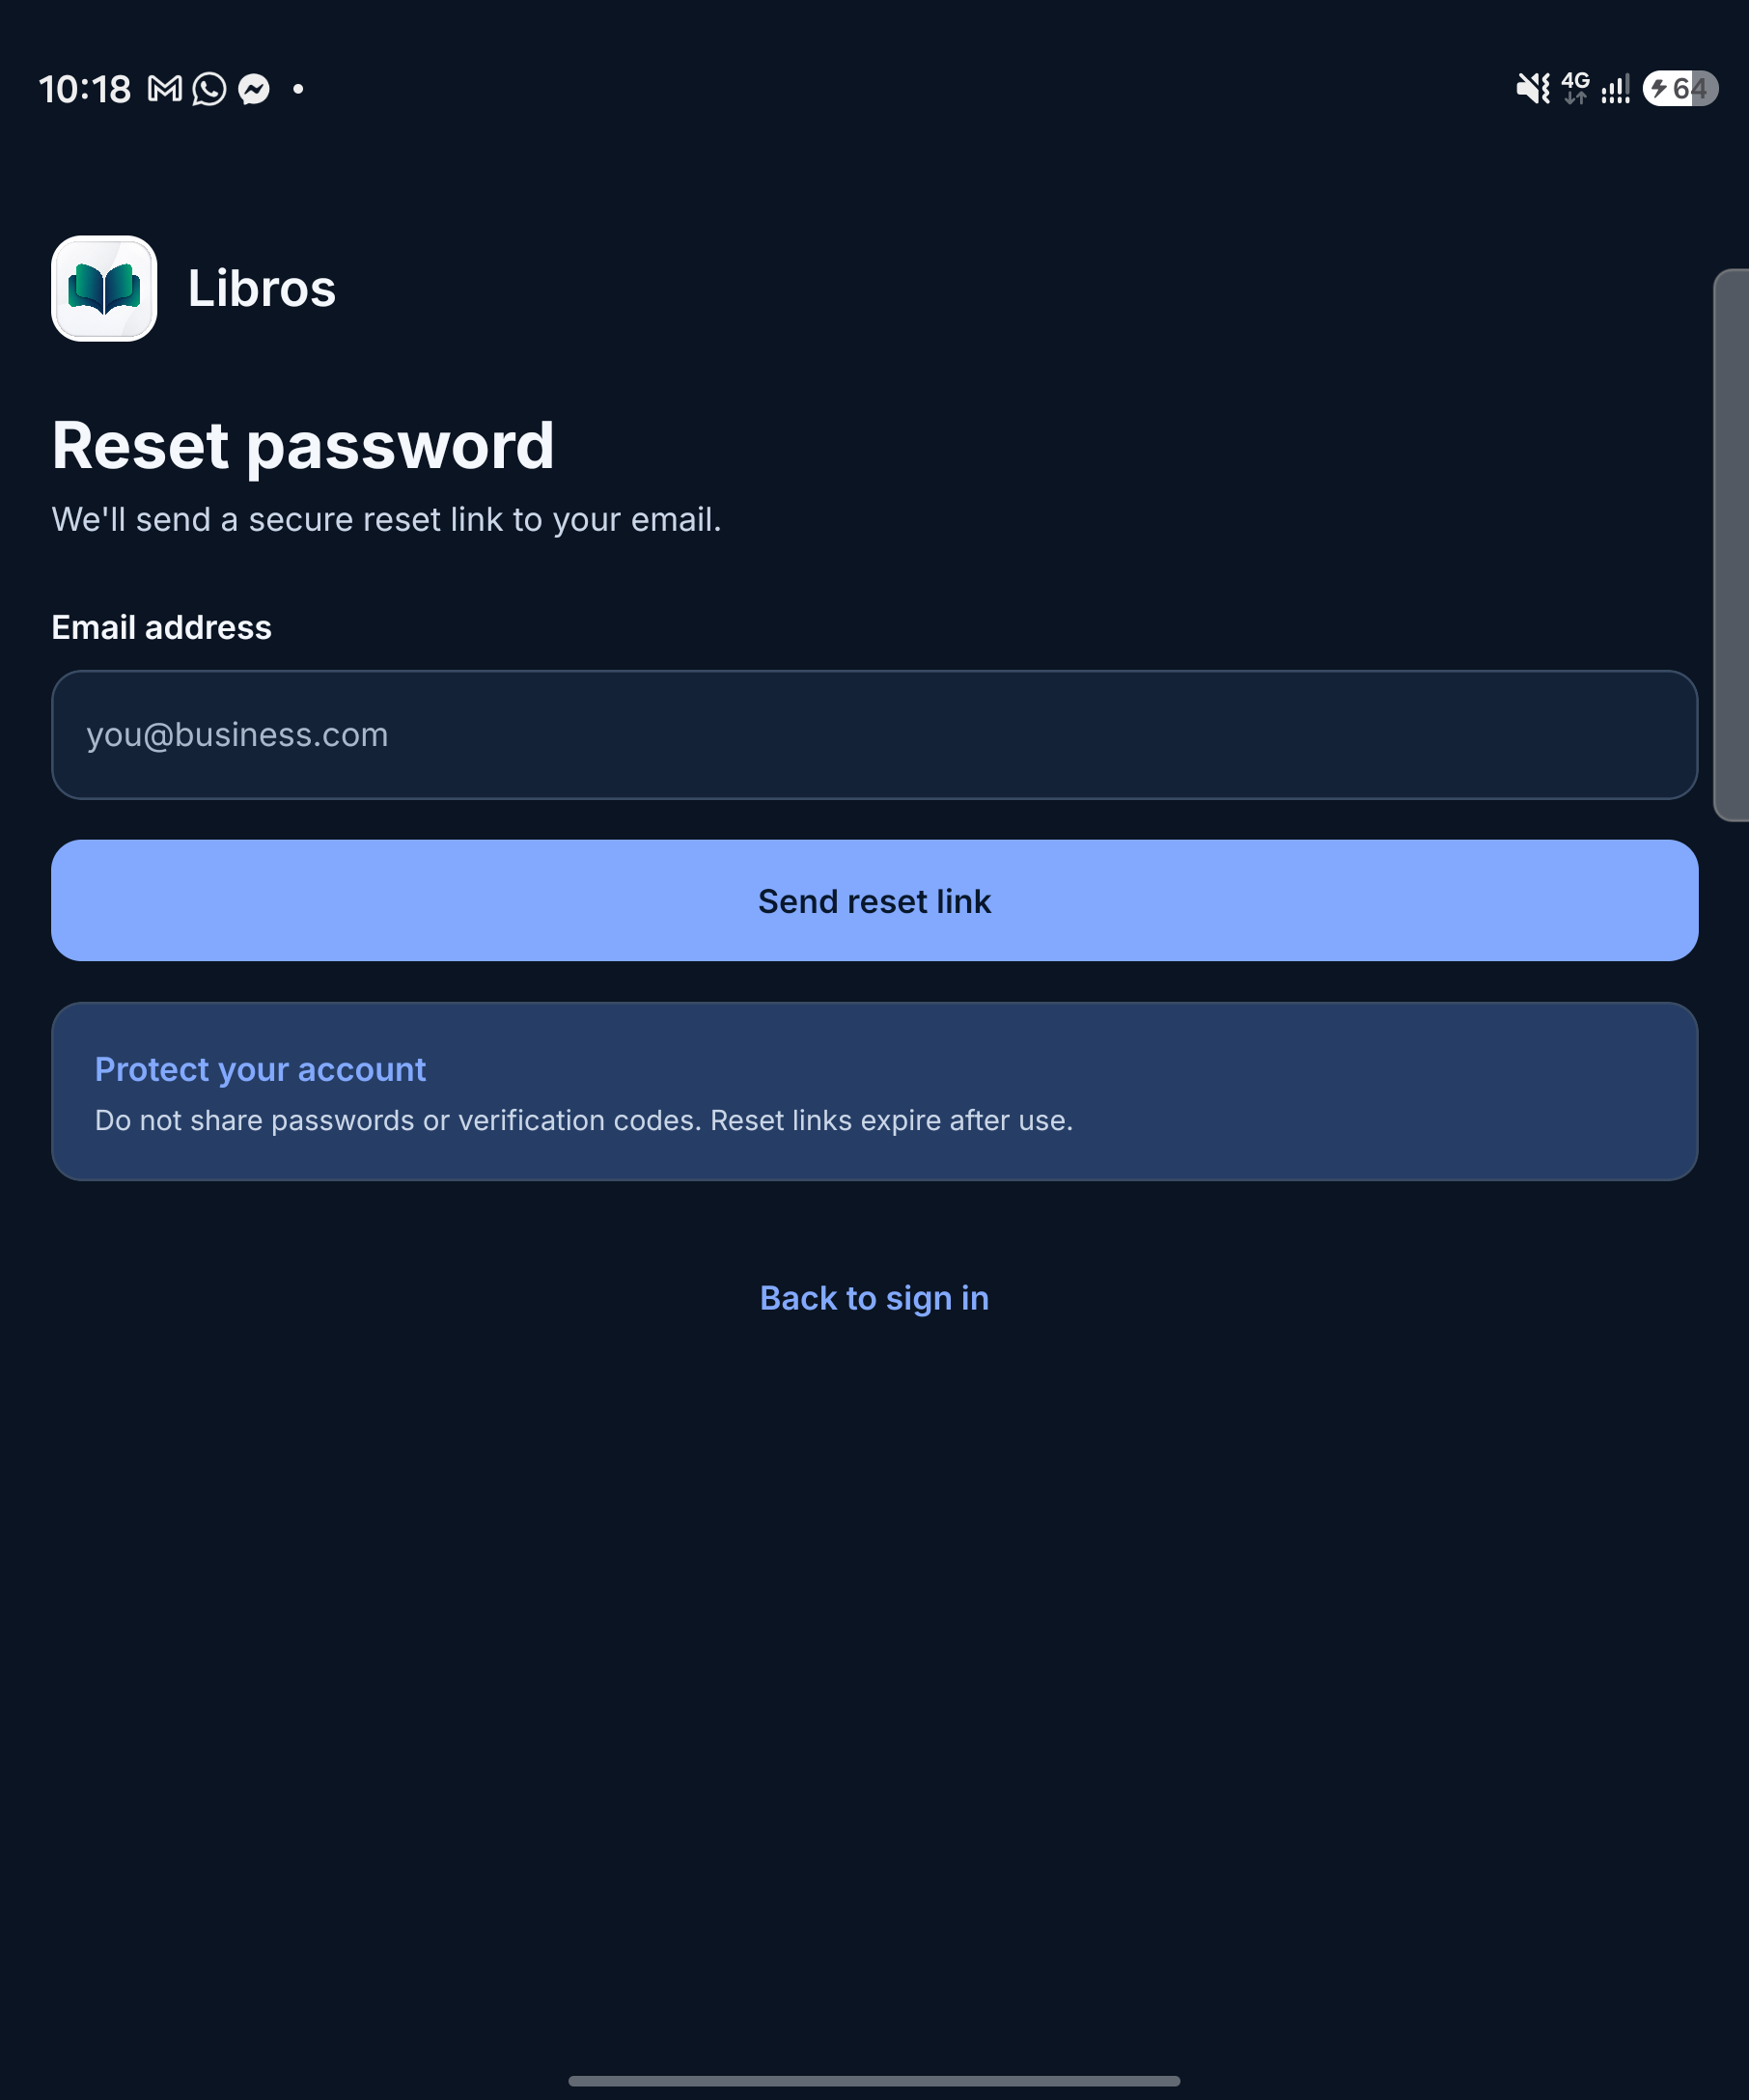 10:18
4G
64
Libros
Reset password
We'll send a secure reset link to your email.
Email address
you@business.com
Send reset link
Protect your account
Do not share passwords or verification codes. Reset links expire after use.
Back to sign in